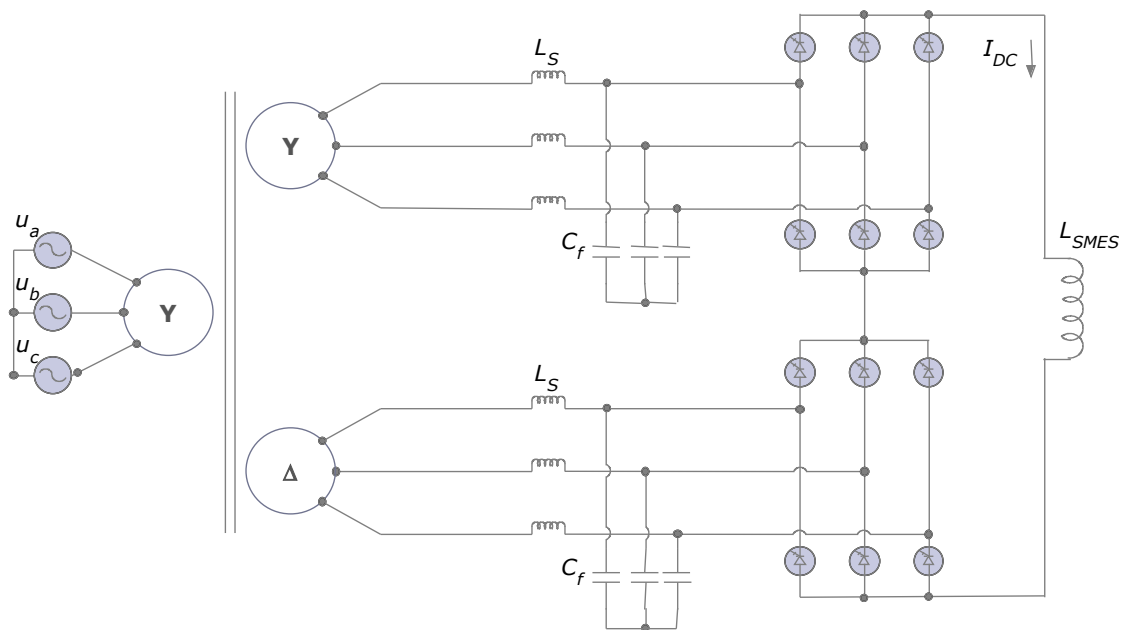 L_S
I_DC
Y
C_f
u_a
L_SMES
u_b
Y
u_c
L_S
Δ
C_f